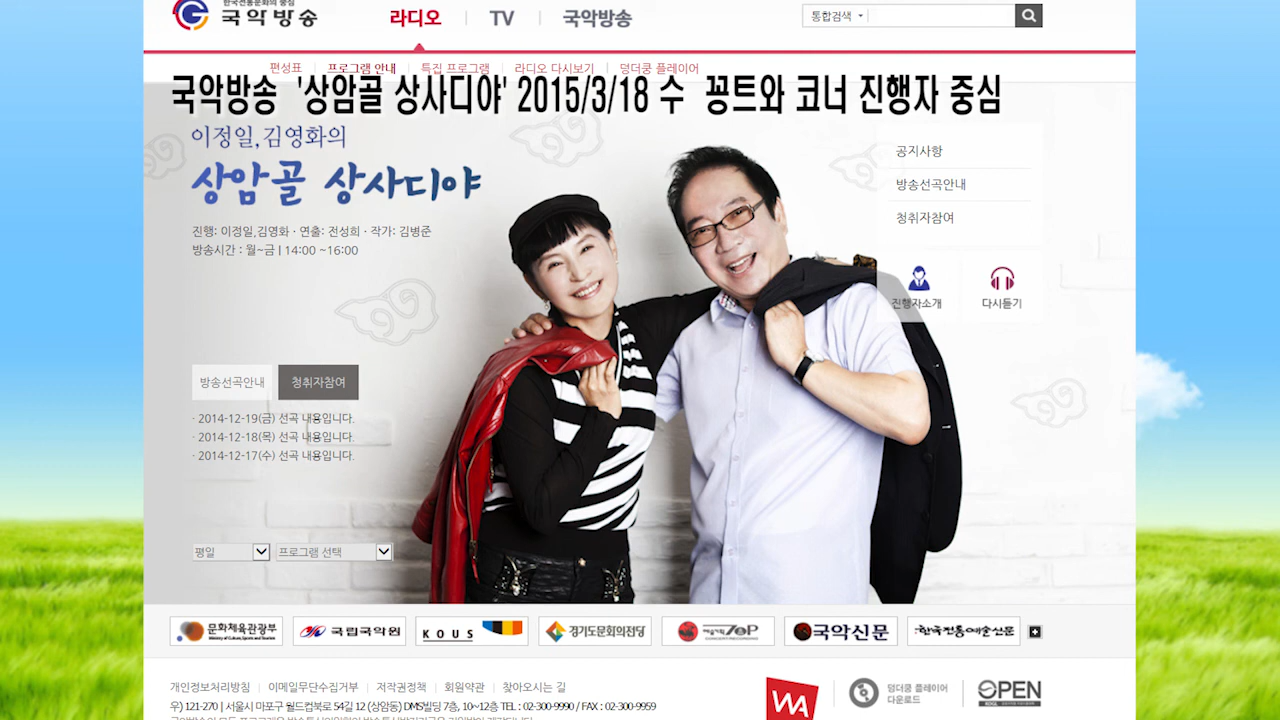 한국전통문화의 중심
국악방송
라디오
TV
국악방송
통합검색
편성표
프로그램 안내
특집 프로그램
라디오 다시보기
덩더쿵 플레이어
국악방송 '상암골 상사디야' 2015/3/18 수 꽁트와 코너 진행자 중심
이정일,김영화의
상암골 상사디야
진행: 이정일,김영화 · 연출: 전성희 · 작가: 김병준
방송시간 : 월~금 | 14:00 ~16:00
공지사항
방송선곡안내
청취자참여
진행자소개
다시듣기
방송선곡안내
청취자참여
· 2014-12-19(금) 선곡 내용입니다.
· 2014-12-18(목) 선곡 내용입니다.
· 2014-12-17(수) 선곡 내용입니다.
평일
프로그램 선택
문화체육관광부
Ministry of Culture, Sports and Tourism
국립국악원
KOUS
경기도문화의전당
예술기획 TOP
국악신문
한국전통예술신문
개인정보처리방침
이메일무단수집거부
저작권정책
회원약관
찾아오시는 길
우)03924 서울시 마포구 월드컵북로 54길 12 (상암동) DMS빌딩 7층, 10~12층 TEL : 02-300-9990 / FAX : 02-300-9959
WA
덩더쿵 플레이어
다운로드
OPEN